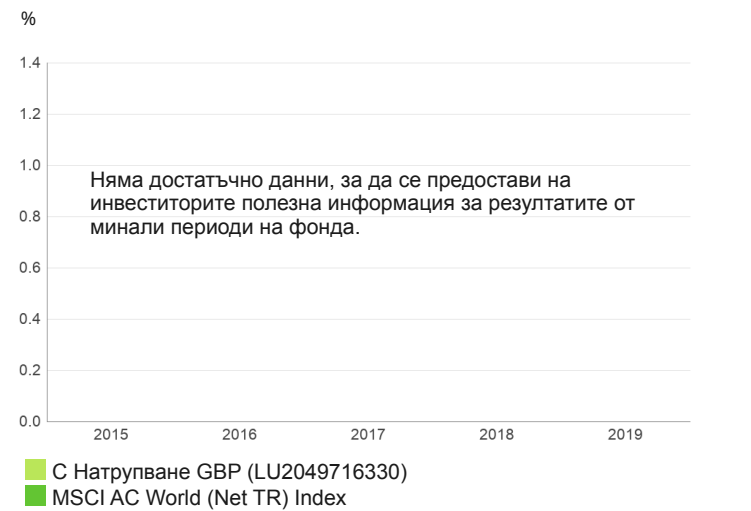 %
1.4
1.2
1.0
Няма достатъчно данни, за да се предостави на
инвеститорите полезна информация за резултатите от
минали периоди на фонда.
0.8
0.6
0.4
0.2
0.0
2015 2016 2017 2018 2019
С Натрупване GBP (LU2049716330)
MSCI AC World (Net TR) Index